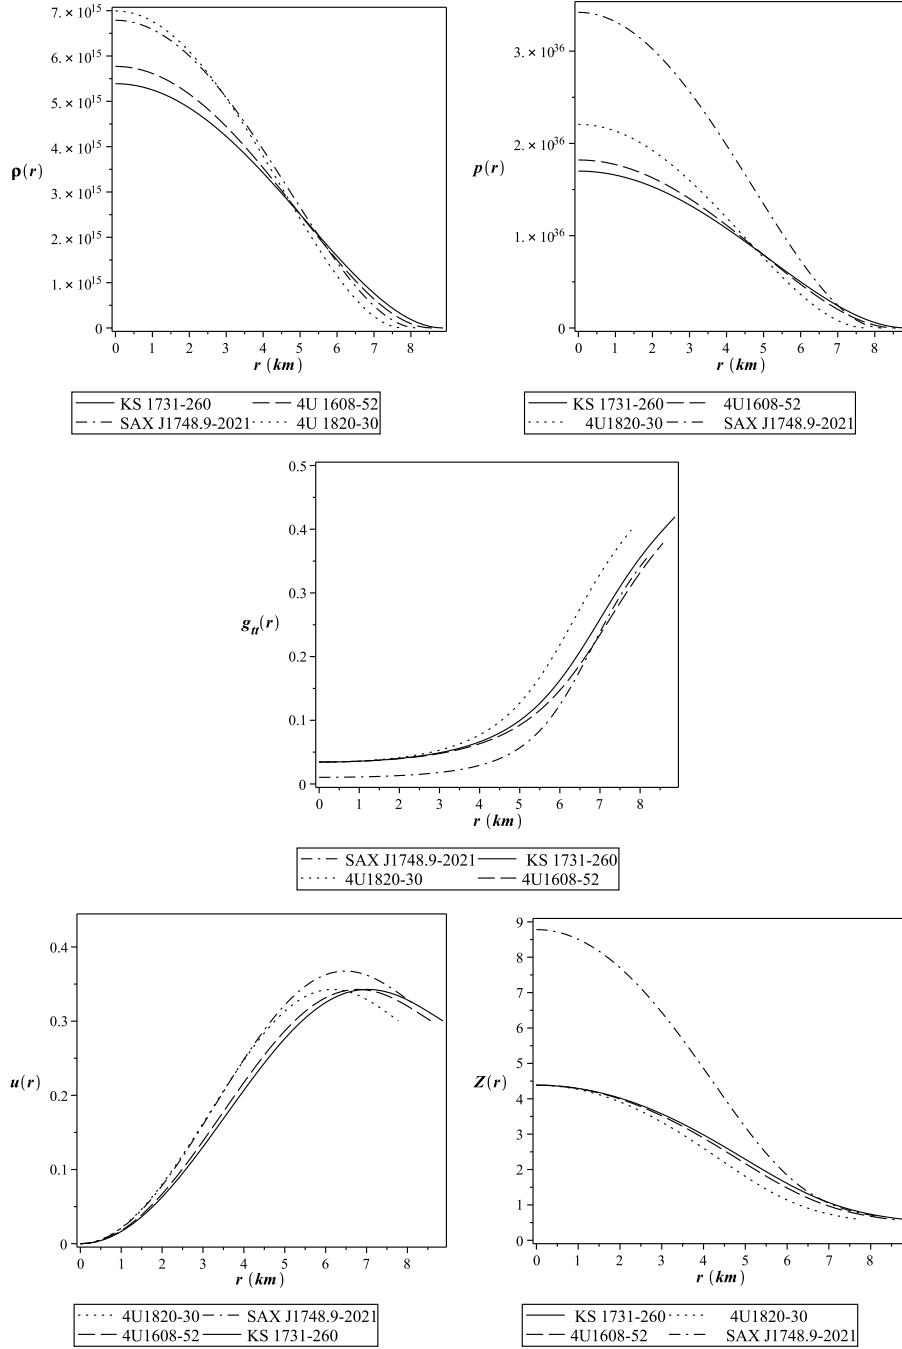 7. × 10^15
6. × 10^15
5. × 10^15
4. × 10^15
ρ(r)
3. × 10^15
2. × 10^15
1. × 10^15
0
0 1 2 3 4 5 6 7 8
r (km)
KS 1731-260 4U 1608-52
SAX J1748.9-2021 4U 1820-30
3. × 10^36
2. × 10^36
p(r)
1. × 10^36
0
0 1 2 3 4 5 6 7 8
r (km)
KS 1731-260 4U1608-52
4U1820-30 SAX J1748.9-2021
0.5
0.4
0.3
g_tt(r)
0.2
0.1
0
0 1 2 3 4 5 6 7 8
r (km)
SAX J1748.9-2021 KS 1731-260
4U1820-30 4U1608-52
0.4
0.3
u(r)
0.2
0.1
0
0 1 2 3 4 5 6 7 8
r (km)
4U1820-30 SAX J1748.9-2021
4U1608-52 KS 1731-260
9
8
7
6
5
Z(r)
4
3
2
1
0
0 2 4 6 8
r (km)
KS 1731-260 4U1820-30
4U1608-52 SAX J1748.9-2021